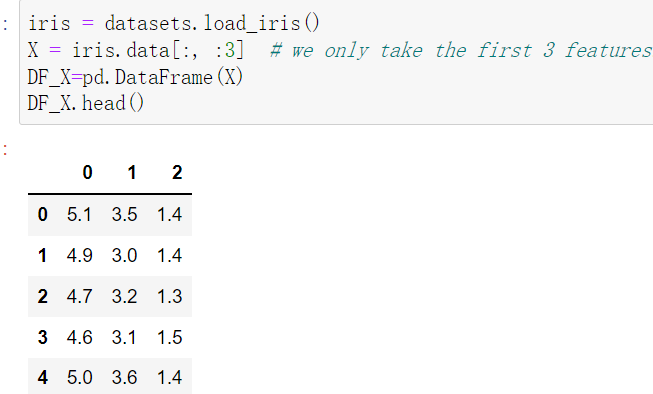 : iris = datasets.load_iris()
X = iris.data[:, :3]  # we only take the first 3 features
DF_X=pd.DataFrame(X)
DF_X.head()
:
0 1 2
0 5.1 3.5 1.4
1 4.9 3.0 1.4
2 4.7 3.2 1.3
3 4.6 3.1 1.5
4 5.0 3.6 1.4